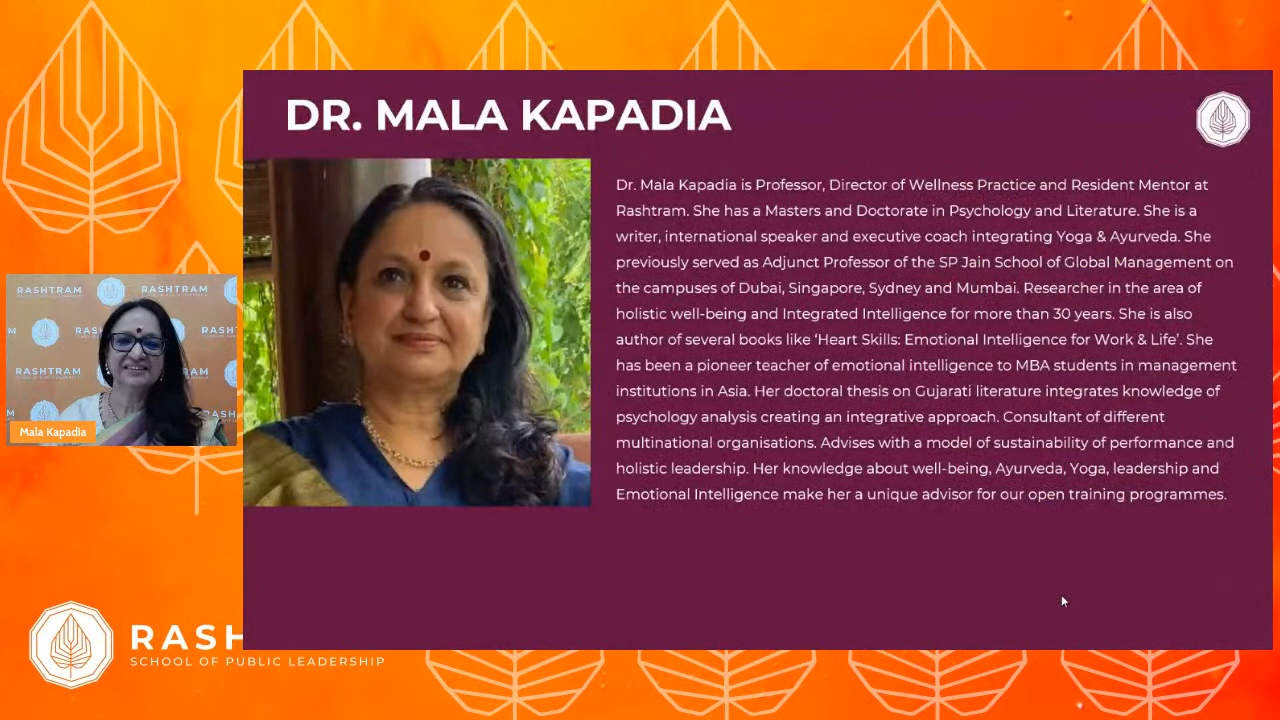 DR. MALA KAPADIA
Dr. Mala Kapadia is Professor, Director of Wellness Practice and Resident Mentor at
Rashtram. She has a Masters and Doctorate in Psychology and Literature. She is a
writer, international speaker and executive coach integrating Yoga & Ayurveda. She
previously served as Adjunct Professor of the SP Jain School of Global Management on
the campuses of Dubai, Singapore, Sydney and Mumbai. Researcher in the area of
holistic well-being and Integrated Intelligence for more than 30 years. She is also
author of several books like ‘Heart Skills: Emotional Intelligence for Work & Life’. She
has been a pioneer teacher of emotional intelligence to MBA students in management
institutions in Asia. Her doctoral thesis on Gujarati literature integrates knowledge of
psychology analysis creating an integrative approach. Consultant of different
multinational organisations. Advises with a model of sustainability of performance and
holistic leadership. Her knowledge about well-being, Ayurveda, Yoga, leadership and
Emotional Intelligence make her a unique advisor for our open training programmes.
RASHTRAM
RASHTRAM
RASHTRAM
RASHTRAM
Mala Kapadia
RASH
SCHOOL OF PUBLIC LEADERSHIP